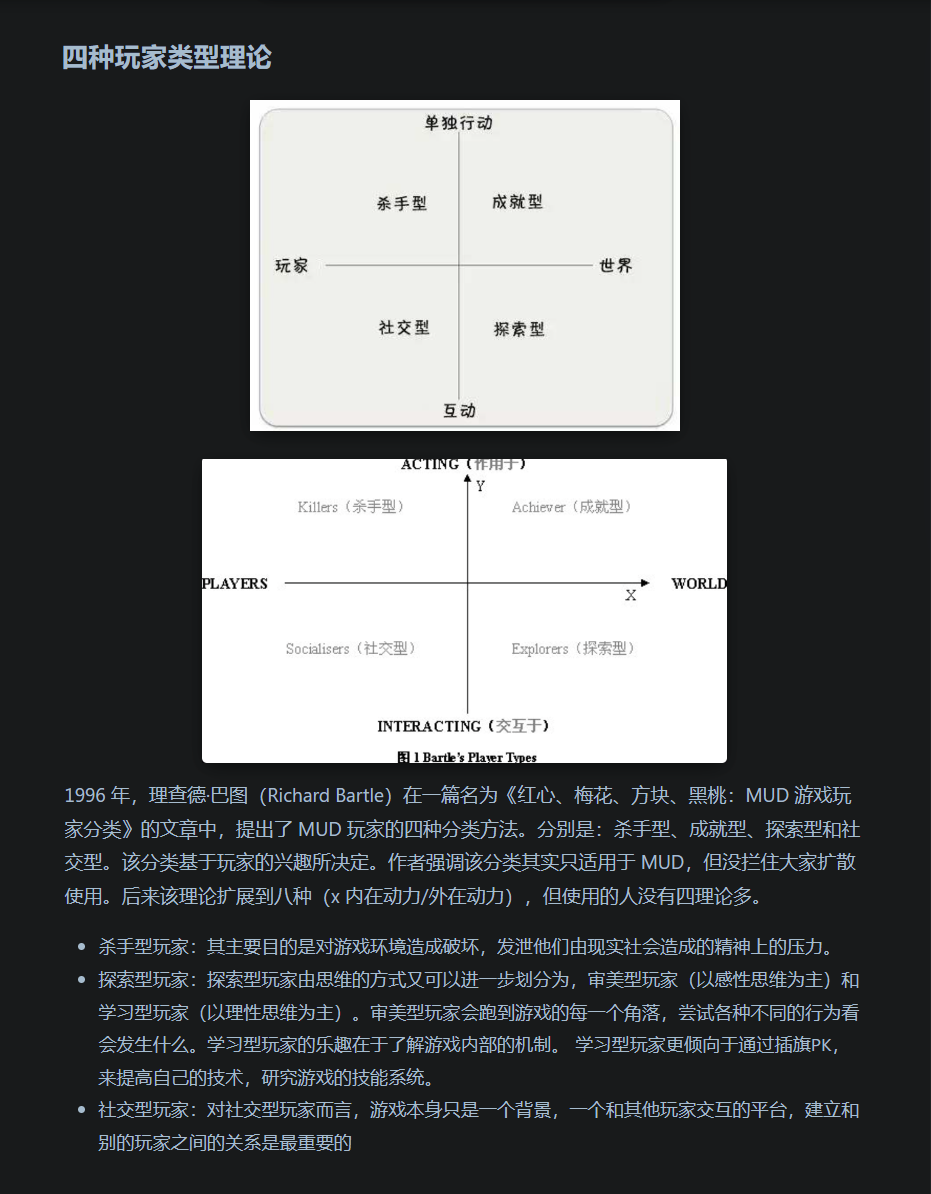 四种玩家类型理论
单独行动
杀手型 成就型
玩家 世界
社交型 探索型
互动
ACTING（作用于）
Y
Killers（杀手型） Achiever（成就型）
PLAYERS WORLD
X
Socialisers（社交型） Explorers（探索型）
INTERACTING（交互于）
图 1 Bartle's Player Types
1996 年，理查德·巴图（Richard Bartle）在一篇名为《红心、梅花、方块、黑桃：MUD 游戏玩
家分类》的文章中，提出了 MUD 玩家的四种分类方法。分别是：杀手型、成就型、探索型和社
交型。该分类基于玩家的兴趣所决定。作者强调该分类其实只适用于 MUD，但没拦住大家扩散
使用。后来该理论扩展到八种（x 内在动力/外在动力），但使用的人没有四理论多。
• 杀手型玩家：其主要目的是对游戏环境造成破坏，发泄他们由现实社会造成的精神上的压力。
• 探索型玩家：探索型玩家由思维的方式又可以进一步划分为，审美型玩家（以感性思维为主）和
学习型玩家（以理性思维为主）。审美型玩家会跑到游戏的每一个角落，尝试各种不同的行为看
会发生什么。学习型玩家的乐趣在于了解游戏内部的机制。 学习型玩家更倾向于通过插旗PK，
来提高自己的技术，研究游戏的技能系统。
• 社交型玩家：对社交型玩家而言，游戏本身只是一个背景，一个和其他玩家交互的平台，建立和
别的玩家之间的关系是最重要的